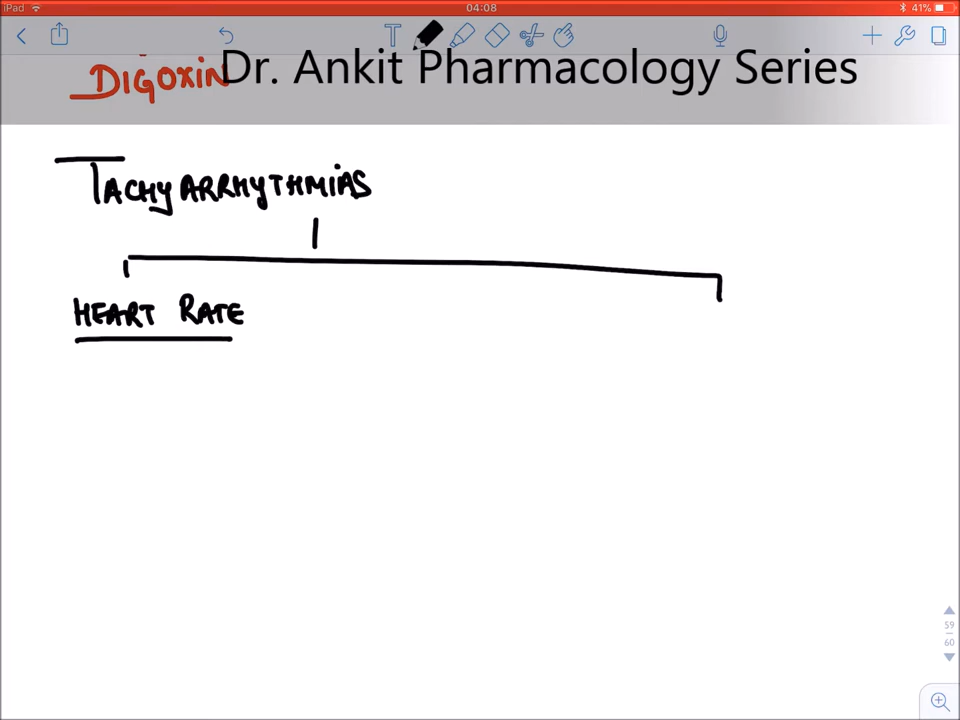 iPad 04:08 41%
T
DIGOXIN Dr. Ankit Pharmacology Series
TACHYARRHYTHMIAS
HEART RATE
59
60